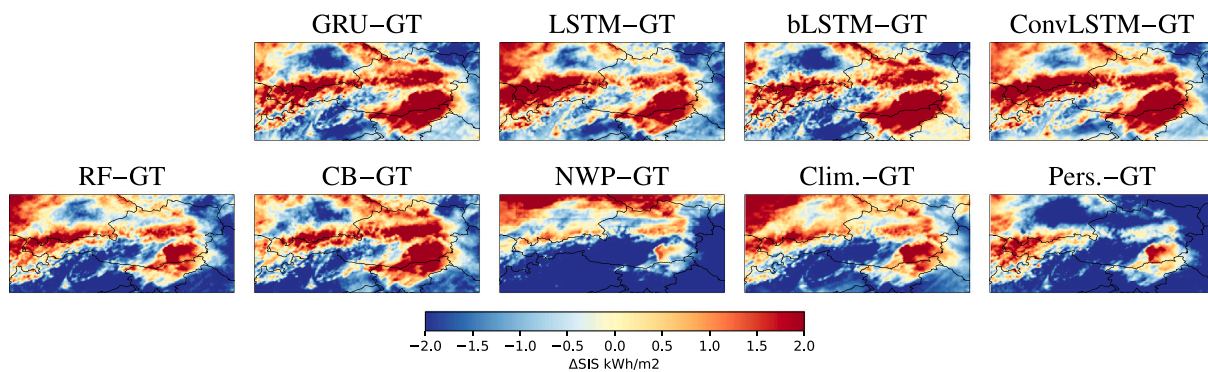 GRU−GT LSTM−GT bLSTM−GT ConvLSTM−GT
RF−GT CB−GT NWP−GT Clim.−GT Pers.−GT
−2.0 −1.5 −1.0 −0.5 0.0 0.5 1.0 1.5 2.0
ΔSIS kWh/m2